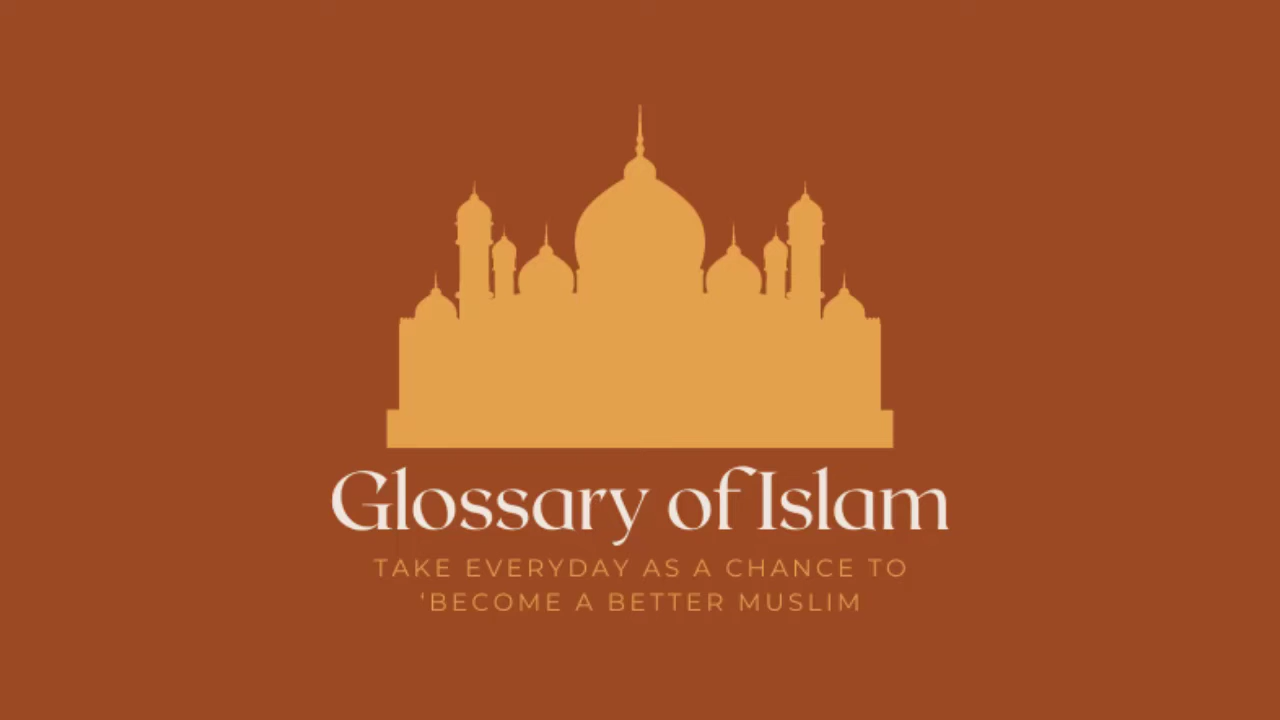 Glossary of Islam
TAKE EVERYDAY AS A CHANCE TO
‘BECOME A BETTER MUSLIM